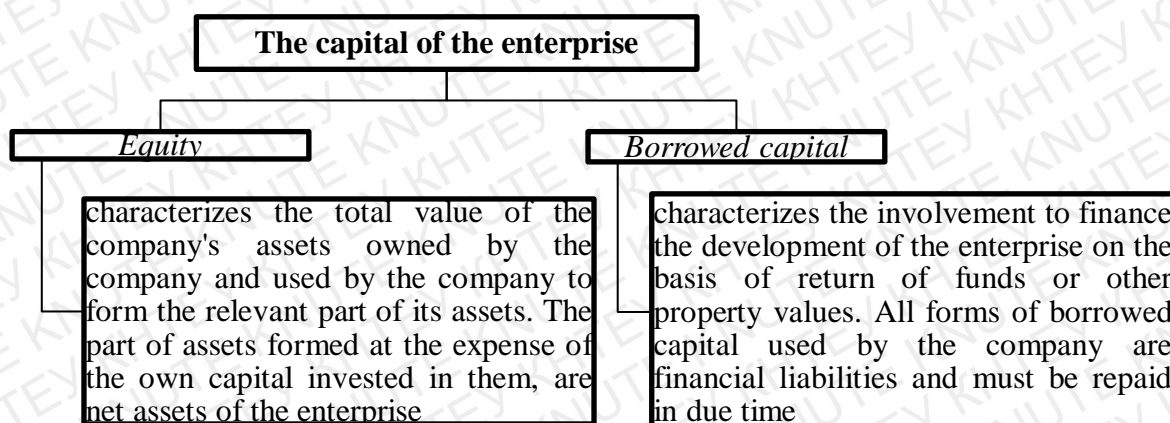 The capital of the enterprise
Equity
Borrowed capital
characterizes the total value of the
company's assets owned by the
company and used by the company to
form the relevant part of its assets. The
part of assets formed at the expense of
the own capital invested in them, are
net assets of the enterprise
characterizes the involvement to finance
the development of the enterprise on the
basis of return of funds or other
property values. All forms of borrowed
capital used by the company are
financial liabilities and must be repaid
in due time